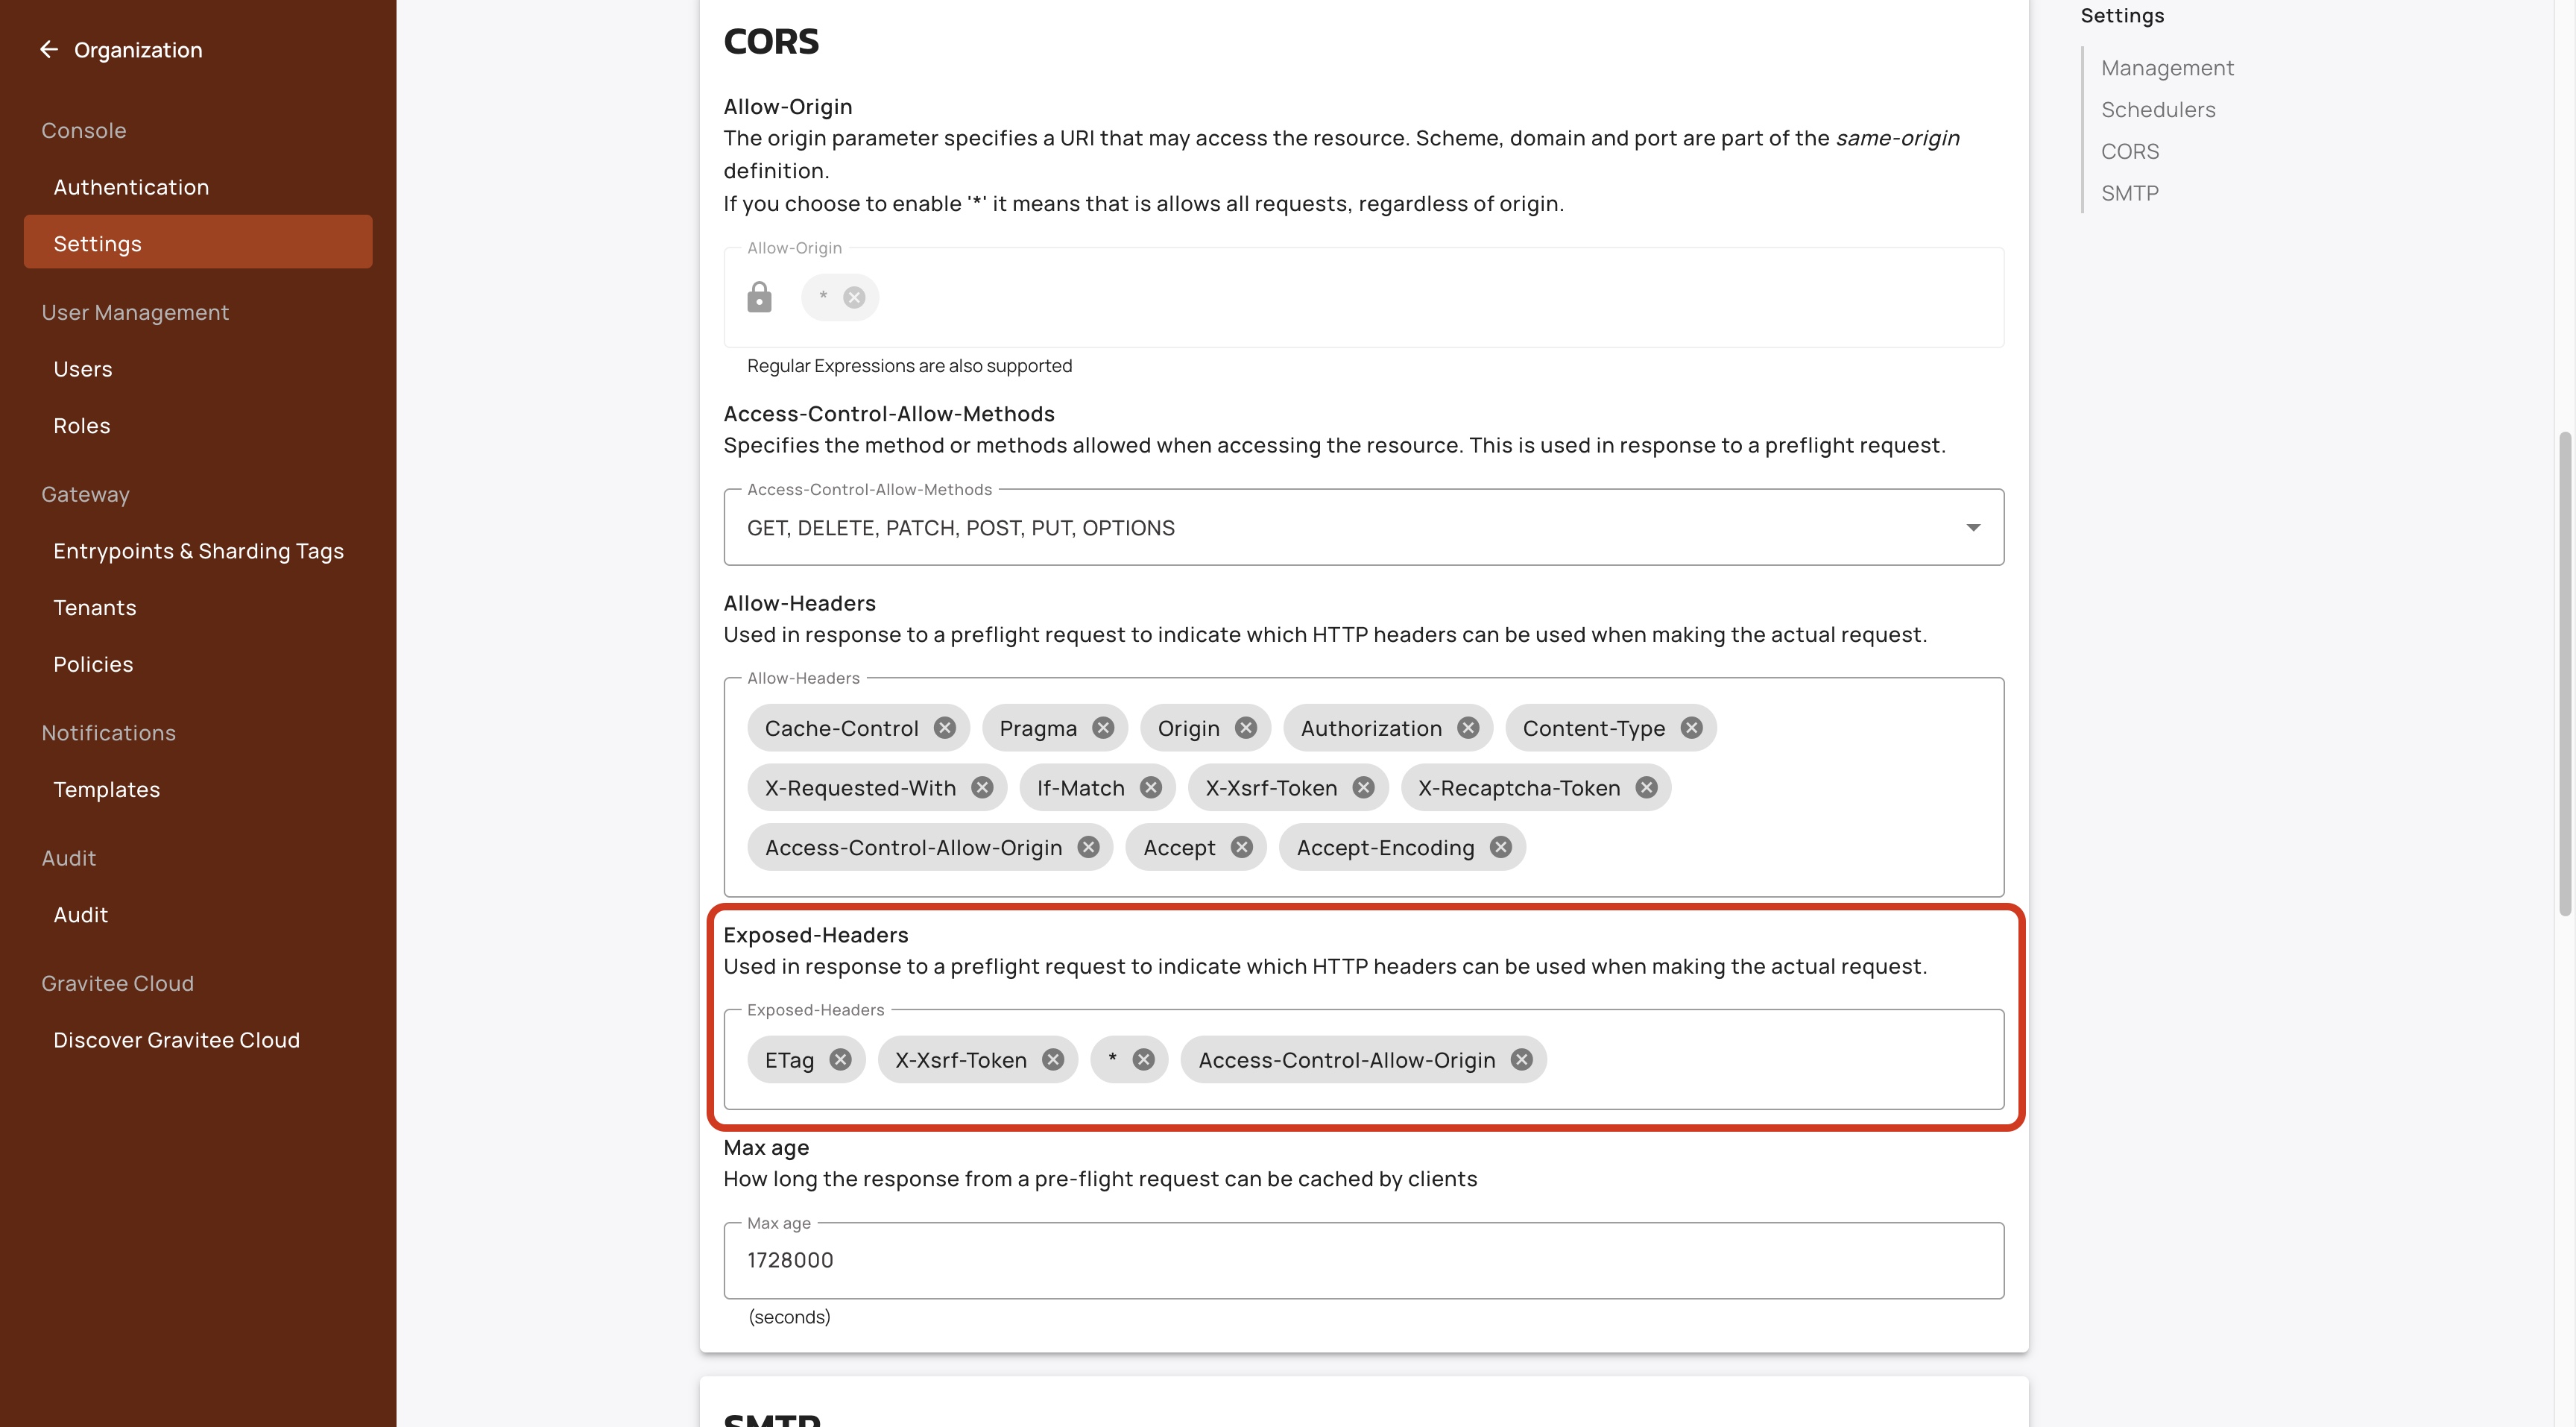 Organization
Console
Authentication
Settings
User Management
Users
Roles
Gateway
Entrypoints & Sharding Tags
Tenants
Policies
Notifications
Templates
Audit
Audit
Gravitee Cloud
Discover Gravitee Cloud
CORS
Allow-Origin
The origin parameter specifies a URI that may access the resource. Scheme, domain and port are part of the same-origin
definition.
If you choose to enable '*' it means that is allows all requests, regardless of origin.
Allow-Origin
*
Regular Expressions are also supported
Access-Control-Allow-Methods
Specifies the method or methods allowed when accessing the resource. This is used in response to a preflight request.
Access-Control-Allow-Methods
GET, DELETE, PATCH, POST, PUT, OPTIONS
Allow-Headers
Used in response to a preflight request to indicate which HTTP headers can be used when making the actual request.
Allow-Headers
Cache-Control Pragma Origin Authorization Content-Type
X-Requested-With If-Match X-Xsrf-Token X-Recaptcha-Token
Access-Control-Allow-Origin Accept Accept-Encoding
Exposed-Headers
Used in response to a preflight request to indicate which HTTP headers can be used when making the actual request.
Exposed-Headers
ETag X-Xsrf-Token * Access-Control-Allow-Origin
Max age
How long the response from a pre-flight request can be cached by clients
Max age
1728000
(seconds)
SMTP
Settings
Management
Schedulers
CORS
SMTP